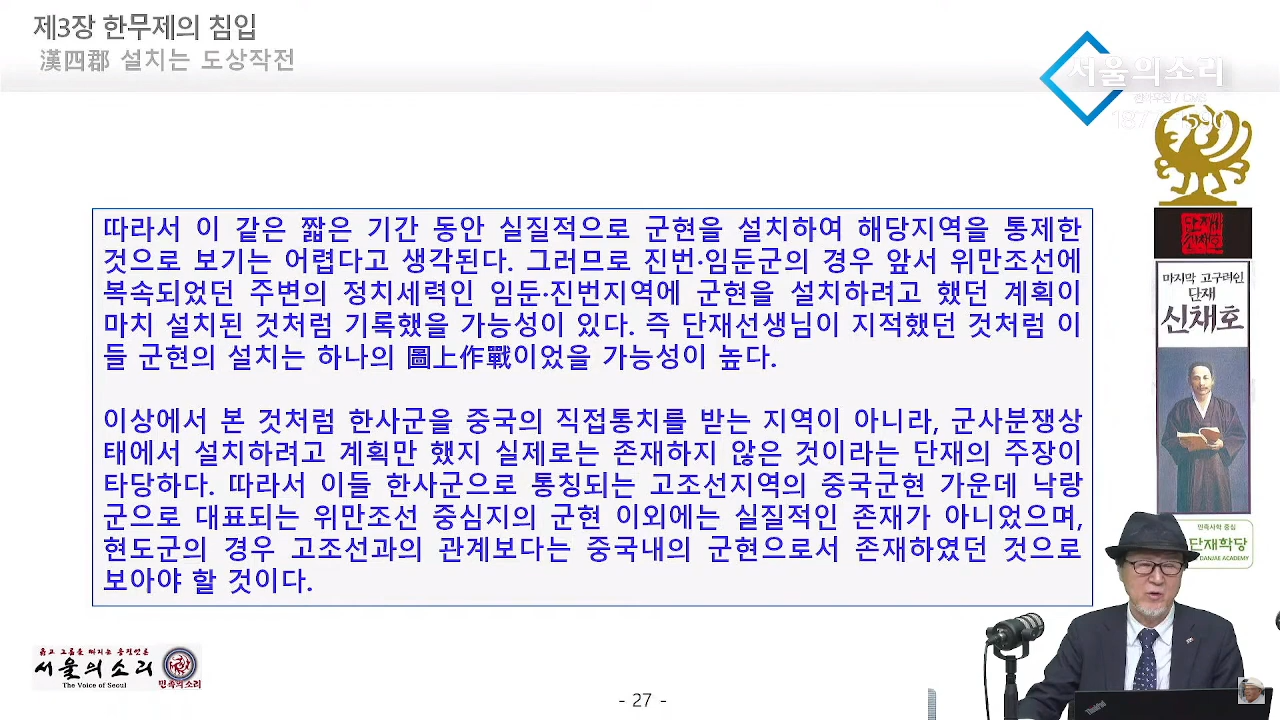 제3장 한무제의 침입
漢四郡 설치는 도상작전
서울의소리
따라서 이 같은 짧은 기간 동안 실질적으로 군현을 설치하여 해당지역을 통제한
것으로 보기는 어렵다고 생각된다. 그러므로 진번·임둔군의 경우 앞서 위만조선에
복속되었던 주변의 정치세력인 임둔·진번지역에 군현을 설치하려고 했던 계획이
마치 설치된 것처럼 기록했을 가능성이 있다. 즉 단재선생님이 지적했던 것처럼 이
들 군현의 설치는 하나의 圖上作戰이었을 가능성이 높다.
이상에서 본 것처럼 한사군을 중국의 직접통치를 받는 지역이 아니라, 군사분쟁상
태에서 설치하려고 계획만 했지 실제로는 존재하지 않은 것이라는 단재의 주장이
타당하다. 따라서 이들 한사군으로 통칭되는 고조선지역의 중국군현 가운데 낙랑
군으로 대표되는 위만조선 중심지의 군현 이외에는 실질적인 존재가 아니었으며,
현도군의 경우 고조선과의 관계보다는 중국내의 군현으로서 존재하였던 것으로
보아야 할 것이다.
단재
신채호
마지막 고구려인
단재
신채호
민족사학 중심
단재학당
DANJAE ACADEMY
서울의소리
The Voice of Seoul
민족의소리
- 27 -
ThinkPad